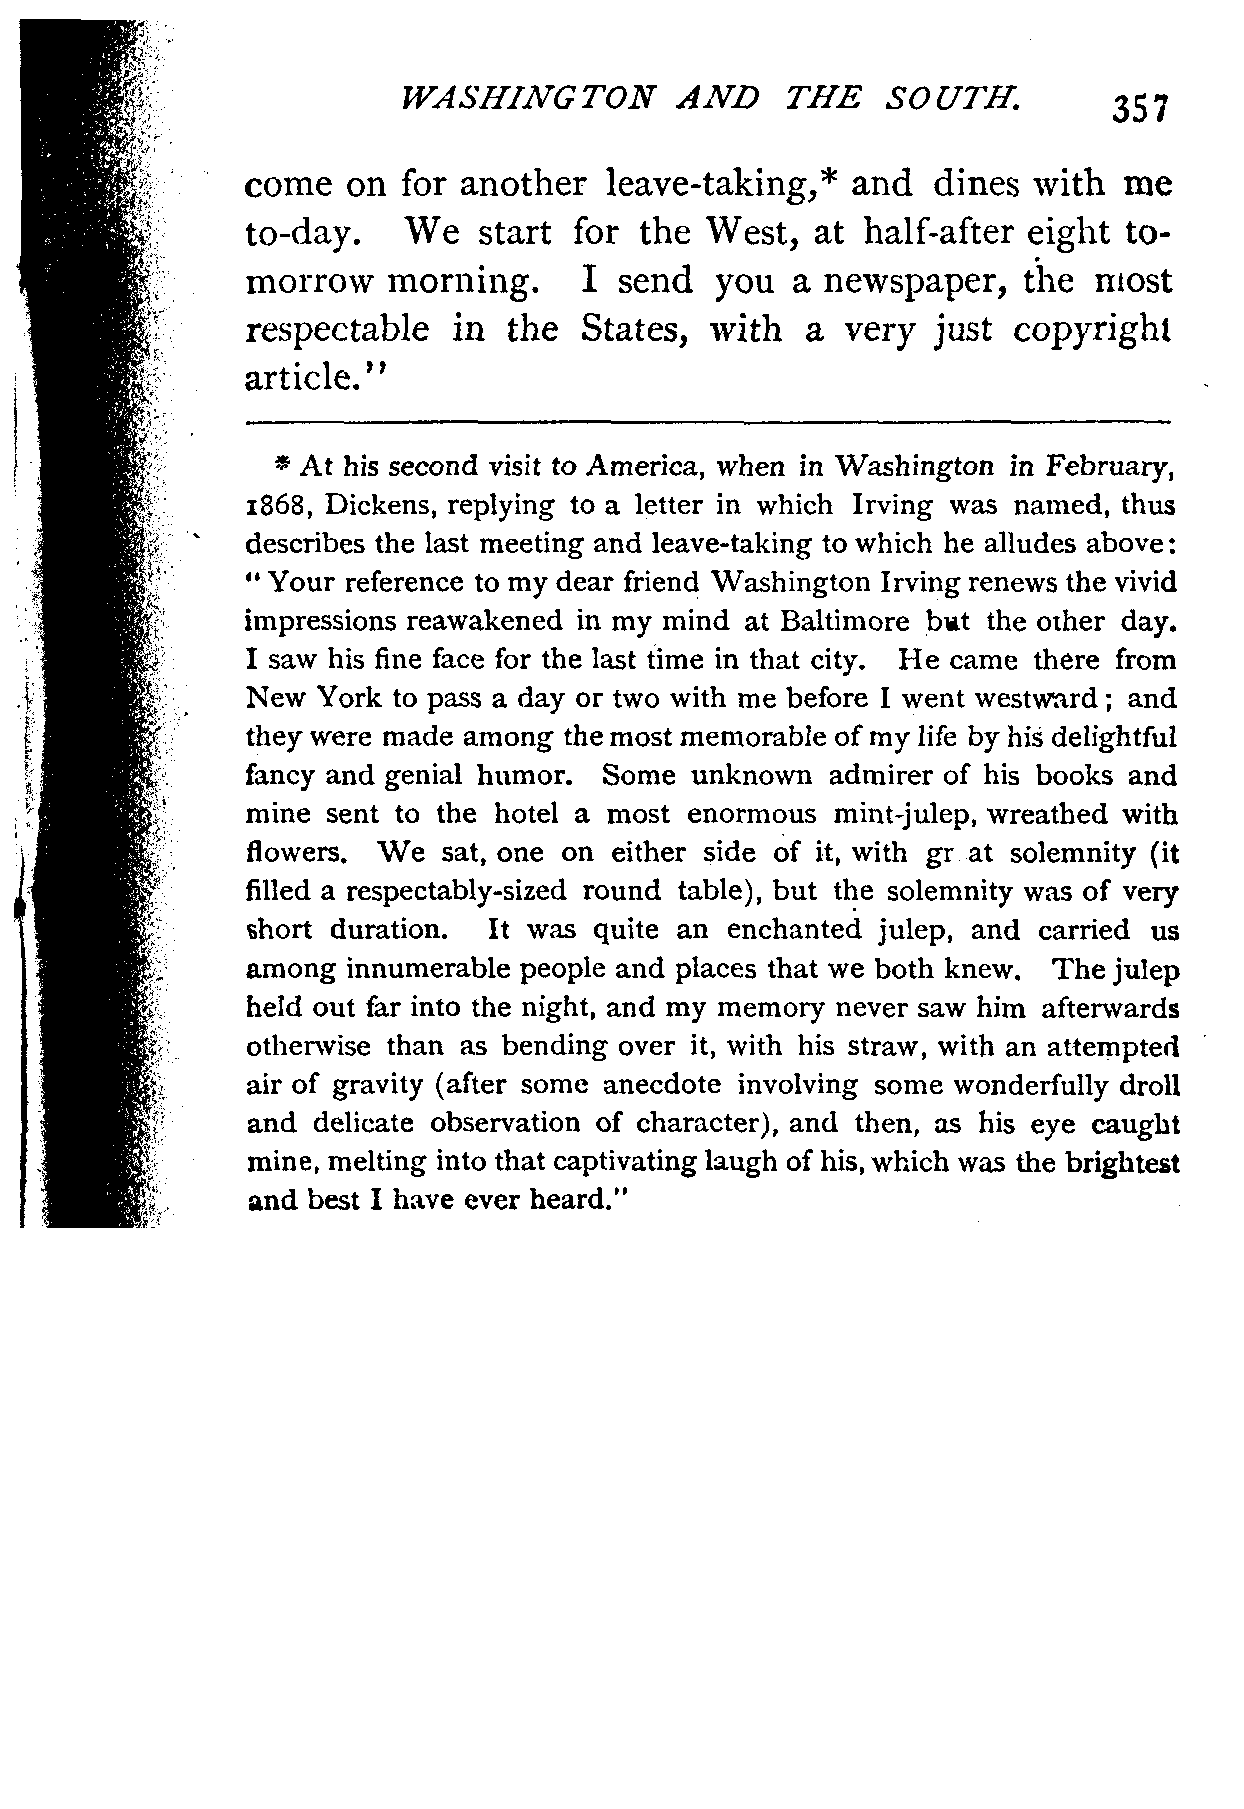 WASHINGTON AND THE SOUTH. 357
come on for another leave-taking,* and dines with me
to-day. We start for the West, at half-after eight to-
morrow morning. I send you a newspaper, the most
respectable in the States, with a very just copyright
article."
* At his second visit to America, when in Washington in February,
1868, Dickens, replying to a letter in which Irving was named, thus
describes the last meeting and leave-taking to which he alludes above:
"Your reference to my dear friend Washington Irving renews the vivid
impressions reawakened in my mind at Baltimore but the other day.
I saw his fine face for the last time in that city. He came there from
New York to pass a day or two with me before I went westward; and
they were made among the most memorable of my life by his delightful
fancy and genial humor. Some unknown admirer of his books and
mine sent to the hotel a most enormous mint-julep, wreathed with
flowers. We sat, one on either side of it, with gr at solemnity (it
filled a respectably-sized round table), but the solemnity was of very
short duration. It was quite an enchanted julep, and carried us
among innumerable people and places that we both knew. The julep
held out far into the night, and my memory never saw him afterwards
otherwise than as bending over it, with his straw, with an attempted
air of gravity (after some anecdote involving some wonderfully droll
and delicate observation of character), and then, as his eye caught
mine, melting into that captivating laugh of his, which was the brightest
and best I have ever heard."